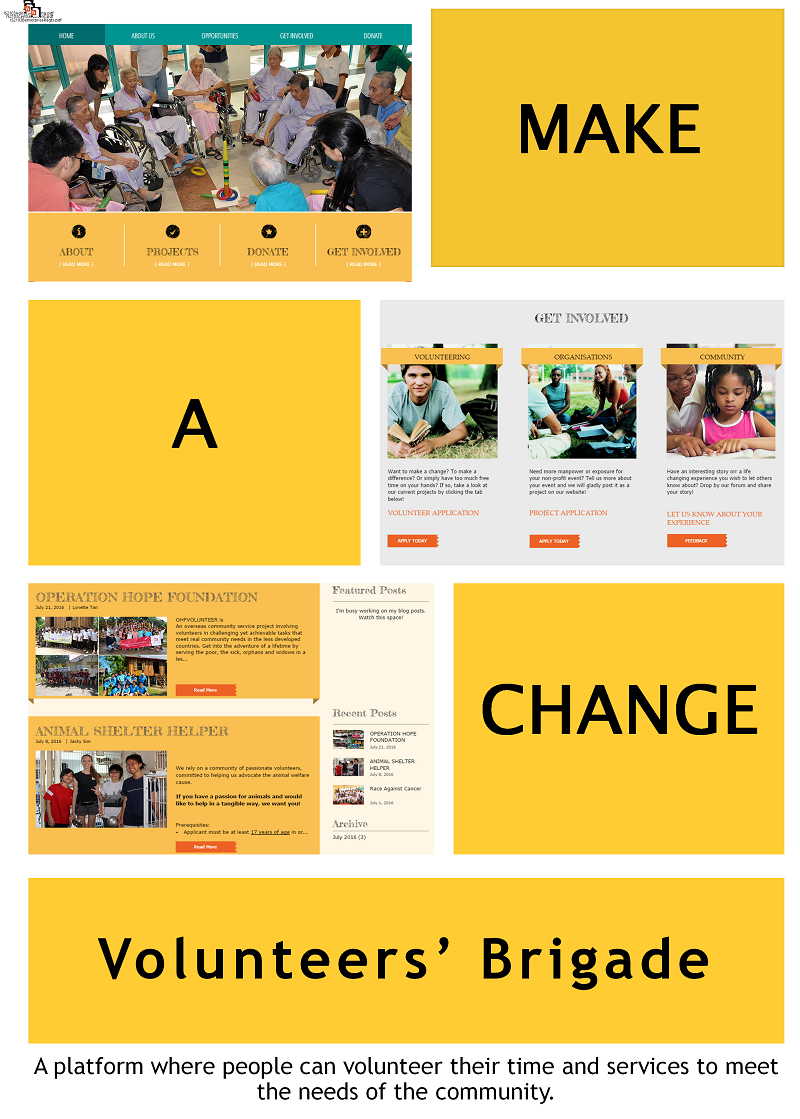 HOME ABOUT US OPPORTUNITIES GET INVOLVED DONATE
MAKE
ABOUT PROJECTS DONATE GET INVOLVED
[ READ MORE ] [ READ MORE ] [ READ MORE ] [ READ MORE ]
A
GET INVOLVED
VOLUNTEERING
Want to make a change? To make a
difference? Or simply have too much free
time on your hands? If so, take a look at
our current projects by clicking the tab
below!
VOLUNTEER APPLICATION
APPLY TODAY
ORGANISATIONS
Need more manpower or exposure for
your non-profit event? Tell us more about
your event and we will gladly post it as a
project on our website!
PROJECT APPLICATION
APPLY TODAY
COMMUNITY
Have an interesting story orr a life
changing experience you wish to let others
know about? Drop by our forum and share
your story!
LET US KNOW ABOUT YOUR
EXPERIENCE
FEEDBACK
OPERATION HOPE FOUNDATION
July 21, 2016 | Lynette Tan
OHFVOLUNTEER is
An overseas community service project involving
volunteers in challenging yet achievable tasks that
meet real community needs in the less developed
countries. Get into the adventure of a lifetime by
serving the poor, the sick, orphans and widows in a
les...
Read More
ANIMAL SHELTER HELPER
July 8, 2016 | Jacky Sim
We rely on a community of passionate volunteers,
committed to helping us advocate the animal welfare
cause.
If you have a passion for animals and would
like to help in a tangible way, we want you!
Prerequisites:
• Applicant must be at least 17 years of age in or...
Read More
Featured Posts
I'm busy working on my blog posts.
Watch this space!
Recent Posts
OPERATION HOPE
FOUNDATION
July 21, 2016
ANIMAL SHELTER
HELPER
July 8, 2016
Race Against Cancer
July 1, 2016
Archive
July 2016 (3)
CHANGE
Volunteers’ Brigade
A platform where people can volunteer their time and services to meet
the needs of the community.